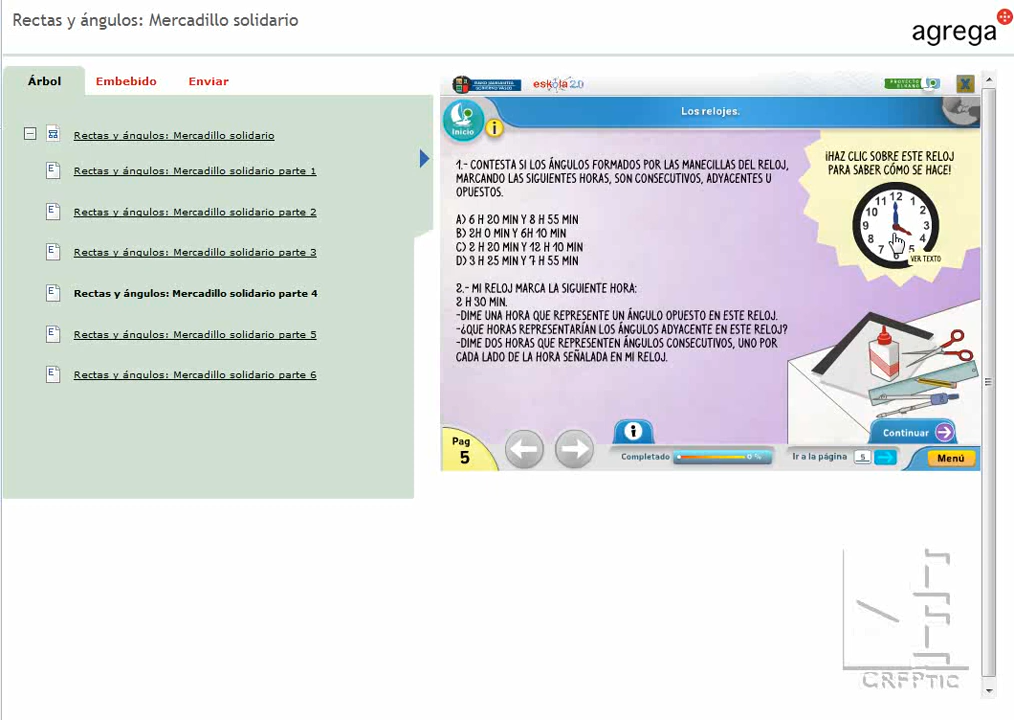 Rectas y ángulos: Mercadillo solidario
agrega
Árbol
Embebido
Enviar
Rectas y ángulos: Mercadillo solidario
Rectas y ángulos: Mercadillo solidario parte 1
Rectas y ángulos: Mercadillo solidario parte 2
Rectas y ángulos: Mercadillo solidario parte 3
Rectas y ángulos: Mercadillo solidario parte 4
Rectas y ángulos: Mercadillo solidario parte 5
Rectas y ángulos: Mercadillo solidario parte 6
eskola 2.0
Inicio
i
Los relojes.
1.- CONTESTA SI LOS ÁNGULOS FORMADOS POR LAS MANECILLAS DEL RELOJ,
MARCANDO LAS SIGUIENTES HORAS, SON CONSECUTIVOS, ADYACENTES U
OPUESTOS.
A) 6 H 20 MIN Y 8 H 55 MIN
B) 2H 0 MIN Y 6H 10 MIN
C) 2 H 20 MIN Y 12 H 10 MIN
D) 3 H 25 MIN Y 7 H 55 MIN
2.- MI RELOJ MARCA LA SIGUIENTE HORA:
2 H 30 MIN.
-DIME UNA HORA QUE REPRESENTE UN ÁNGULO OPUESTO EN ESTE RELOJ.
-¿QUE HORAS REPRESENTARÍAN LOS ÁNGULOS ADYACENTE EN ESTE RELOJ?
-DIME DOS HORAS QUE REPRESENTEN ÁNGULOS CONSECUTIVOS, UNO POR
CADA LADO DE LA HORA SEÑALADA EN MI RELOJ.
¡HAZ CLIC SOBRE ESTE RELOJ
PARA SABER CÓMO SE HACE!
11 12 1
10 2
9 3
8 4
7 6 5
VER TEXTO
Continuar
Pag
5
i
Completado
0 %
Ir a la página
5
Menú
CRFPTIC